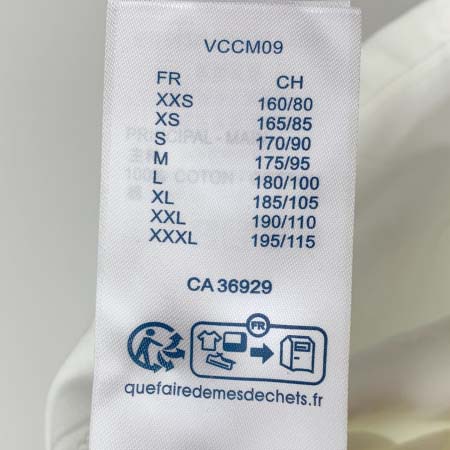 VCCM09
FR CH
XXS 160/80
XS 165/85
S 170/90
M 175/95
L 180/100
XL 185/105
XXL 190/110
XXXL 195/115
CA 36929
FR
quefairedemesdechets.fr